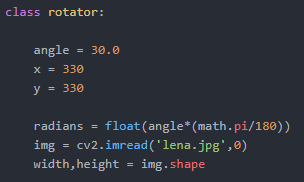 class rotator:
angle = 30.0
x = 330
y = 330
radians = float(angle*(math.pi/180))
img = cv2.imread('lena.jpg',0)
width,height = img.shape